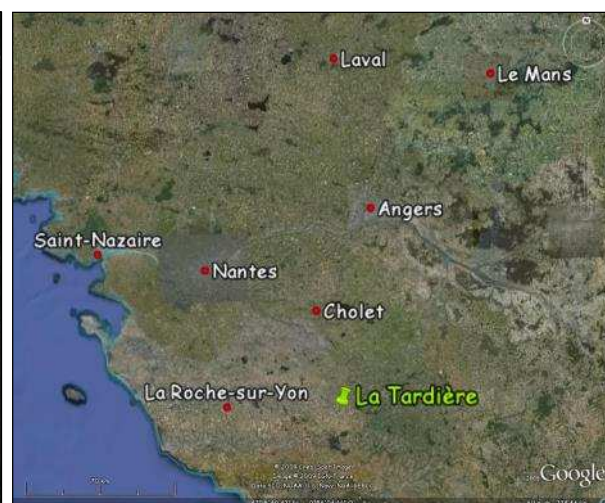 Laval
Le Mans
Angers
Saint-Nazaire
Nantes
Cholet
La Roche-sur-Yon
La Tardière
Google